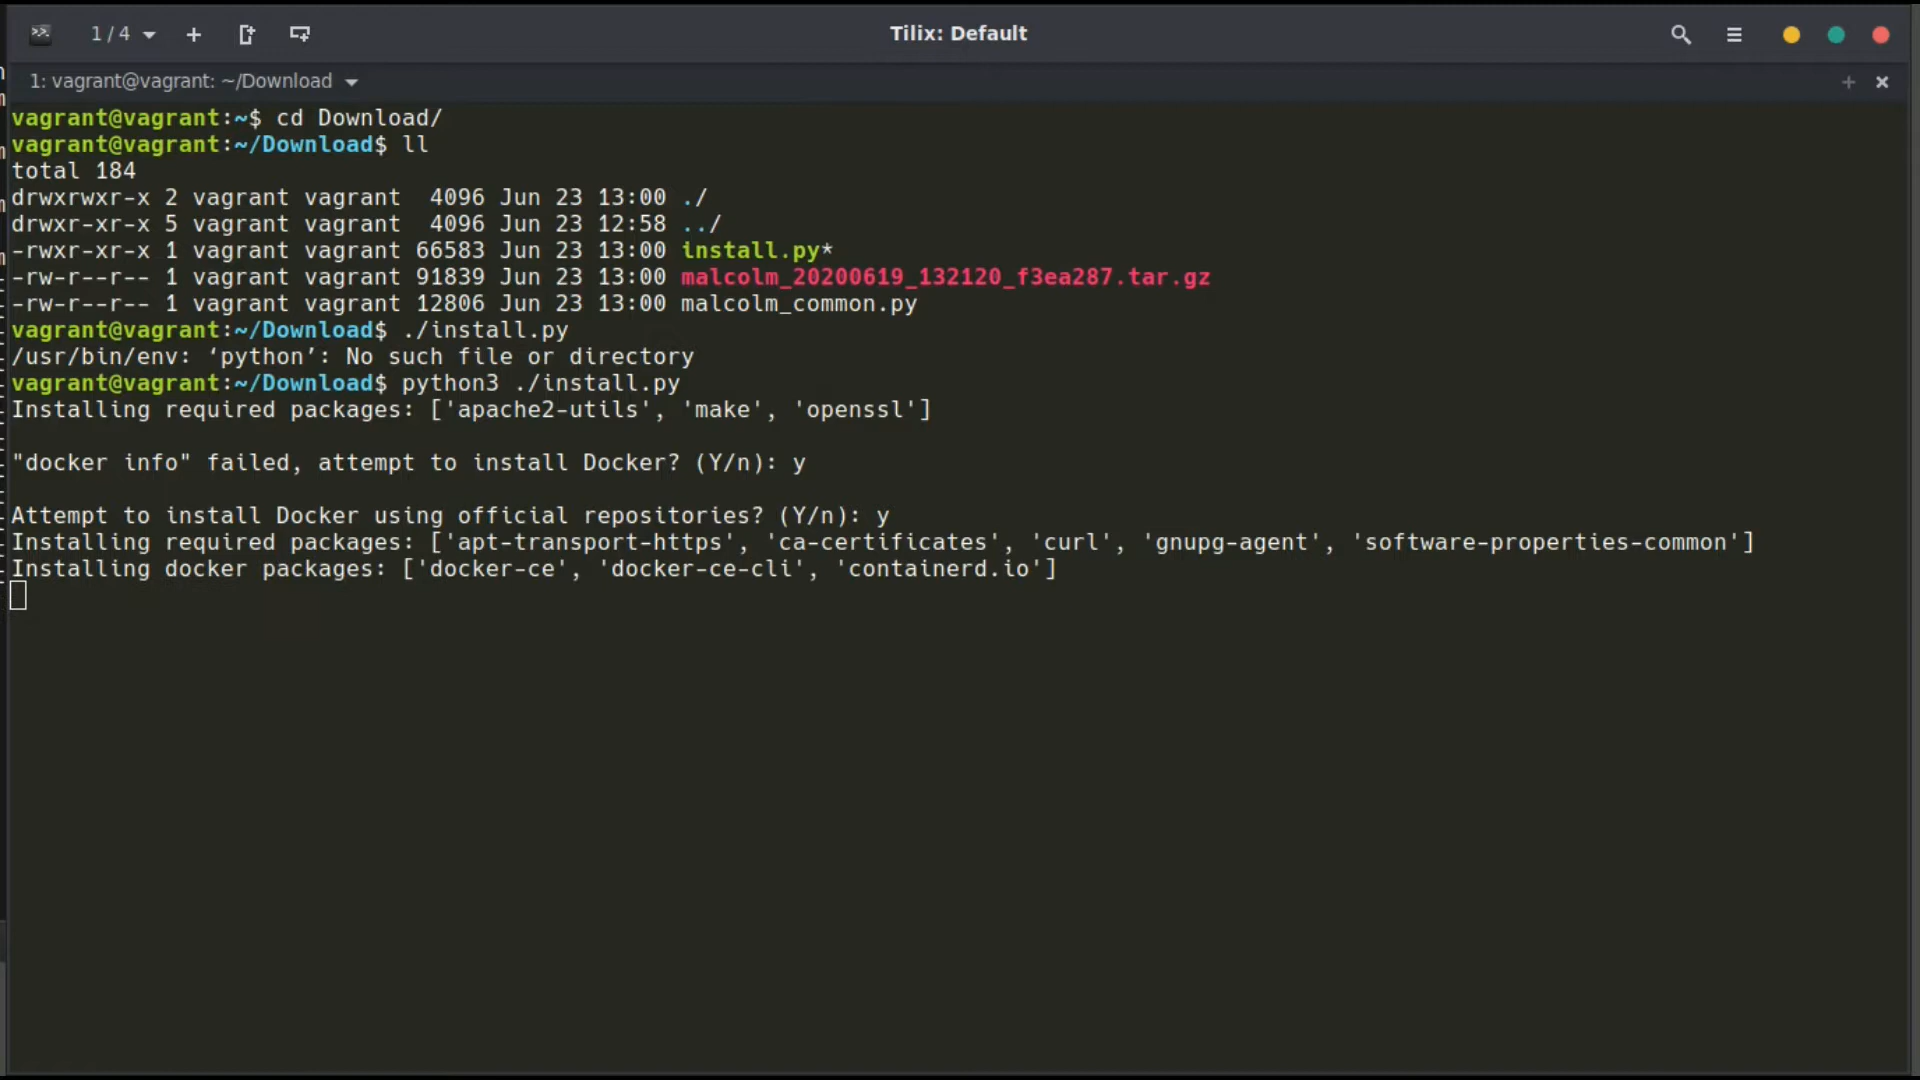 1 / 4
Tilix: Default
1: vagrant@vagrant: ~/Download
vagrant@vagrant:~$ cd Download/
vagrant@vagrant:~/Download$ ll
total 184
drwxrwxr-x 2 vagrant vagrant  4096 Jun 23 13:00 ./
drwxr-xr-x 5 vagrant vagrant  4096 Jun 23 12:58 ../
-rwxr-xr-x 1 vagrant vagrant 66583 Jun 23 13:00 install.py*
-rw-r--r-- 1 vagrant vagrant 91839 Jun 23 13:00 malcolm_20200619_132120_f3ea287.tar.gz
-rw-r--r-- 1 vagrant vagrant 12806 Jun 23 13:00 malcolm_common.py
vagrant@vagrant:~/Download$ ./install.py
/usr/bin/env: ‘python’: No such file or directory
vagrant@vagrant:~/Download$ python3 ./install.py
Installing required packages: ['apache2-utils', 'make', 'openssl']
"docker info" failed, attempt to install Docker? (Y/n): y
Attempt to install Docker using official repositories? (Y/n): y
Installing required packages: ['apt-transport-https', 'ca-certificates', 'curl', 'gnupg-agent', 'software-properties-common']
Installing docker packages: ['docker-ce', 'docker-ce-cli', 'containerd.io']